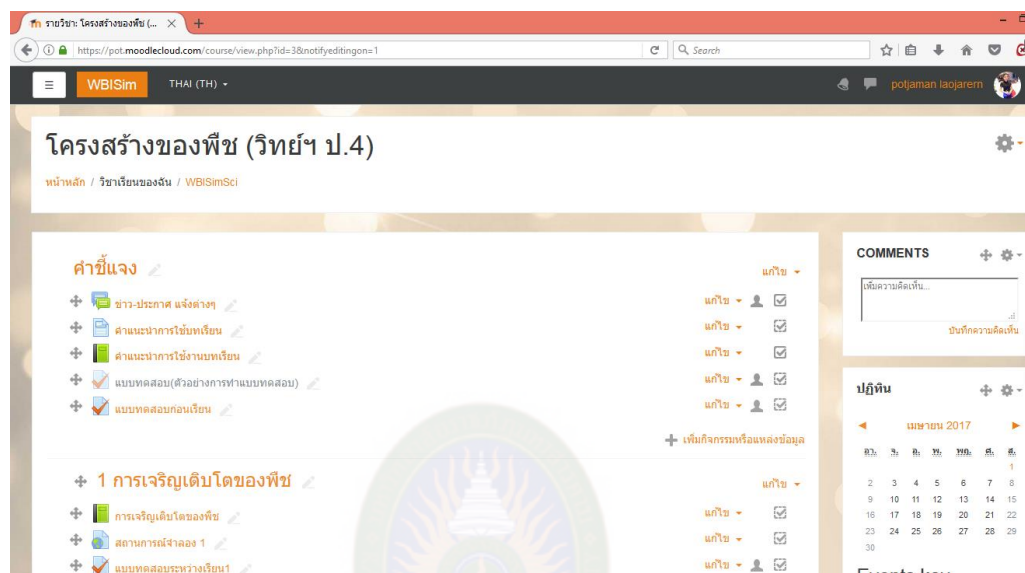 รายวิชา: โครงสร้างของพืช (...
https://pot.moodlecloud.com/course/view.php?id=3&notifyeditingon=1
Search
WBISim THAI (TH)
potjaman laojarern
โครงสร้างของพืช (วิทย์ฯ ป.4)
หน้าหลัก / วิชาเรียนของฉัน / WBISimSci
คำชี้แจง แก้ไข
ข่าว-ประกาศ แจ้งต่างๆ แก้ไข
คำแนะนำการใช้บทเรียน แก้ไข
คำแนะนำการใช้งานบทเรียน แก้ไข
แบบทดสอบ(ตัวอย่างการทำแบบทดสอบ) แก้ไข
แบบทดสอบก่อนเรียน แก้ไข
เพิ่มกิจกรรมหรือแหล่งข้อมูล
1 การเจริญเติบโตของพืช แก้ไข
การเจริญเติบโตของพืช แก้ไข
สถานการณ์จำลอง 1 แก้ไข
แบบทดสอบระหว่างเรียน1 แก้ไข
COMMENTS
เพิ่มความคิดเห็น...
บันทึกความคิดเห็น
ปฏิทิน
เมษายน 2017
อา. จ. อ. พ. พฤ. ศ. ส.
1
2 3 4 5 6 7 8
9 10 11 12 13 14 15
16 17 18 19 20 21 22
23 24 25 26 27 28 29
30